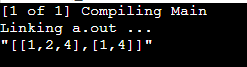 [1 of 1] Compiling Main
Linking a.out ...
"[[1,2,4],[1,4]]"